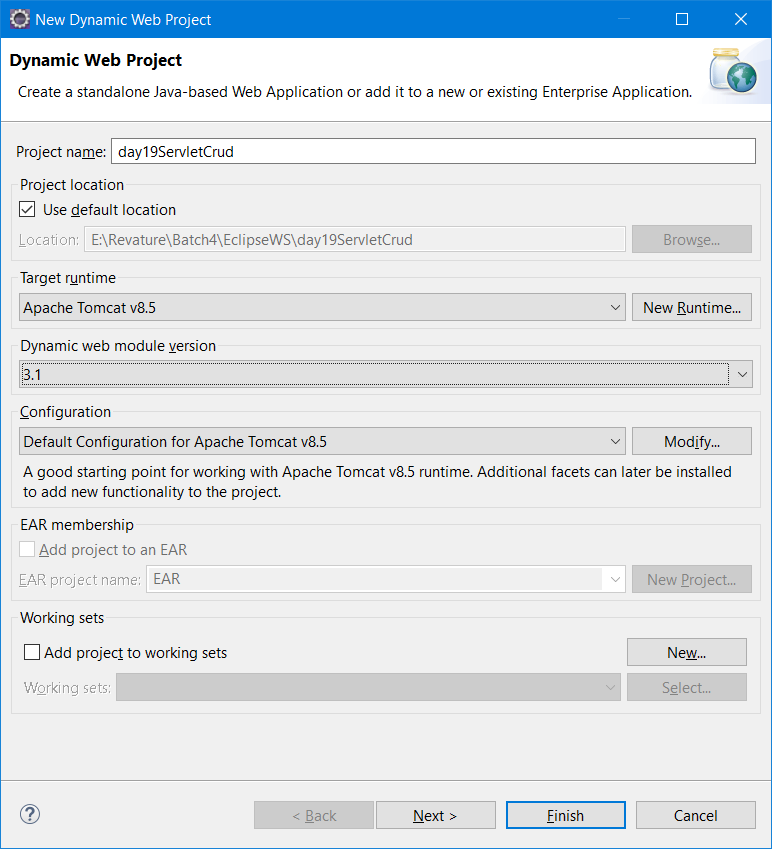 New Dynamic Web Project
Dynamic Web Project
Create a standalone Java-based Web Application or add it to a new or existing Enterprise Application.
Project name: day19ServletCrud
Project location
Use default location
Location: E:\Revature\Batch4\EclipseWS\day19ServletCrud Browse...
Target runtime
Apache Tomcat v8.5 New Runtime...
Dynamic web module version
3.1
Configuration
Default Configuration for Apache Tomcat v8.5 Modify...
A good starting point for working with Apache Tomcat v8.5 runtime. Additional facets can later be installed
to add new functionality to the project.
EAR membership
Add project to an EAR
EAR project name: EAR New Project...
Working sets
Add project to working sets New...
Working sets: Select...
? < Back Next > Finish Cancel